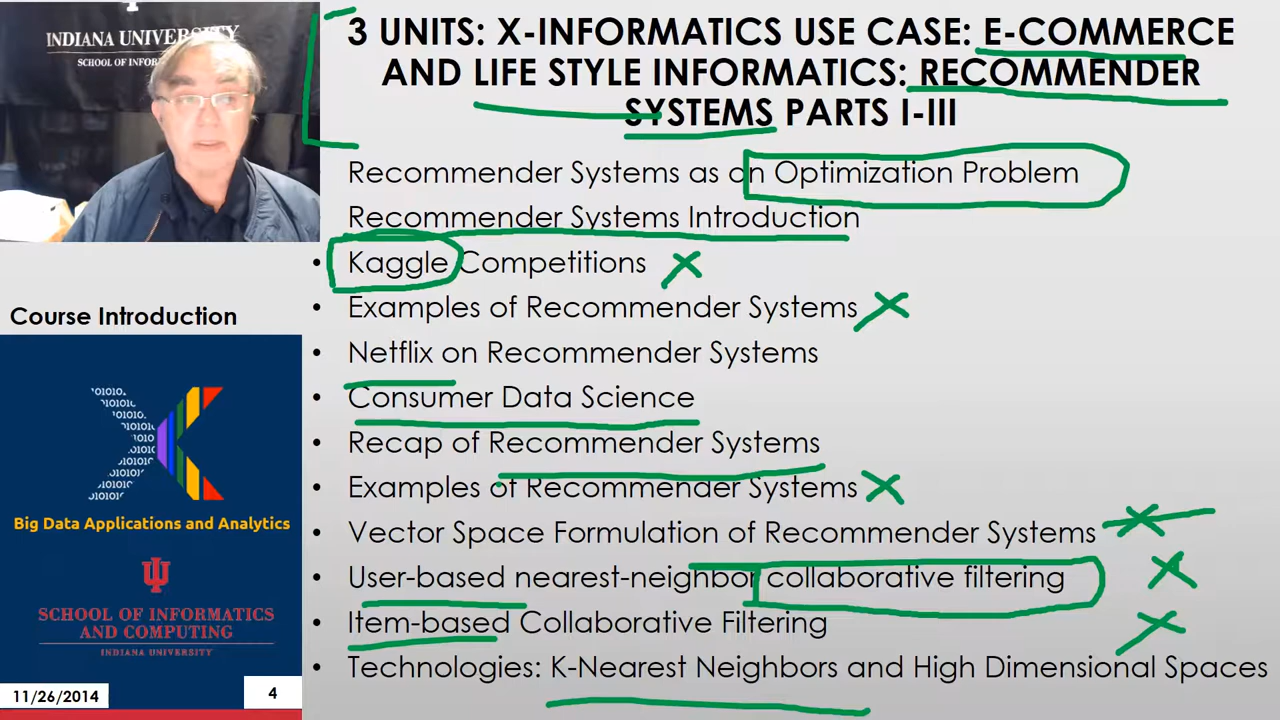 INDIANA UNIVERSITY
SCHOOL OF INFOR
3 UNITS: X-INFORMATICS USE CASE: E-COMMERCE
AND LIFE STYLE INFORMATICS: RECOMMENDER
SYSTEMS PARTS I-III
Recommender Systems as an Optimization Problem
Recommender Systems Introduction
• Kaggle Competitions
• Examples of Recommender Systems
• Netflix on Recommender Systems
• Consumer Data Science
• Recap of Recommender Systems
• Examples of Recommender Systems
• Vector Space Formulation of Recommender Systems
• User-based nearest-neighbor collaborative filtering
• Item-based Collaborative Filtering
• Technologies: K-Nearest Neighbors and High Dimensional Spaces
Course Introduction
Big Data Applications and Analytics
SCHOOL OF INFORMATICS
AND COMPUTING
INDIANA UNIVERSITY
11/26/2014
4